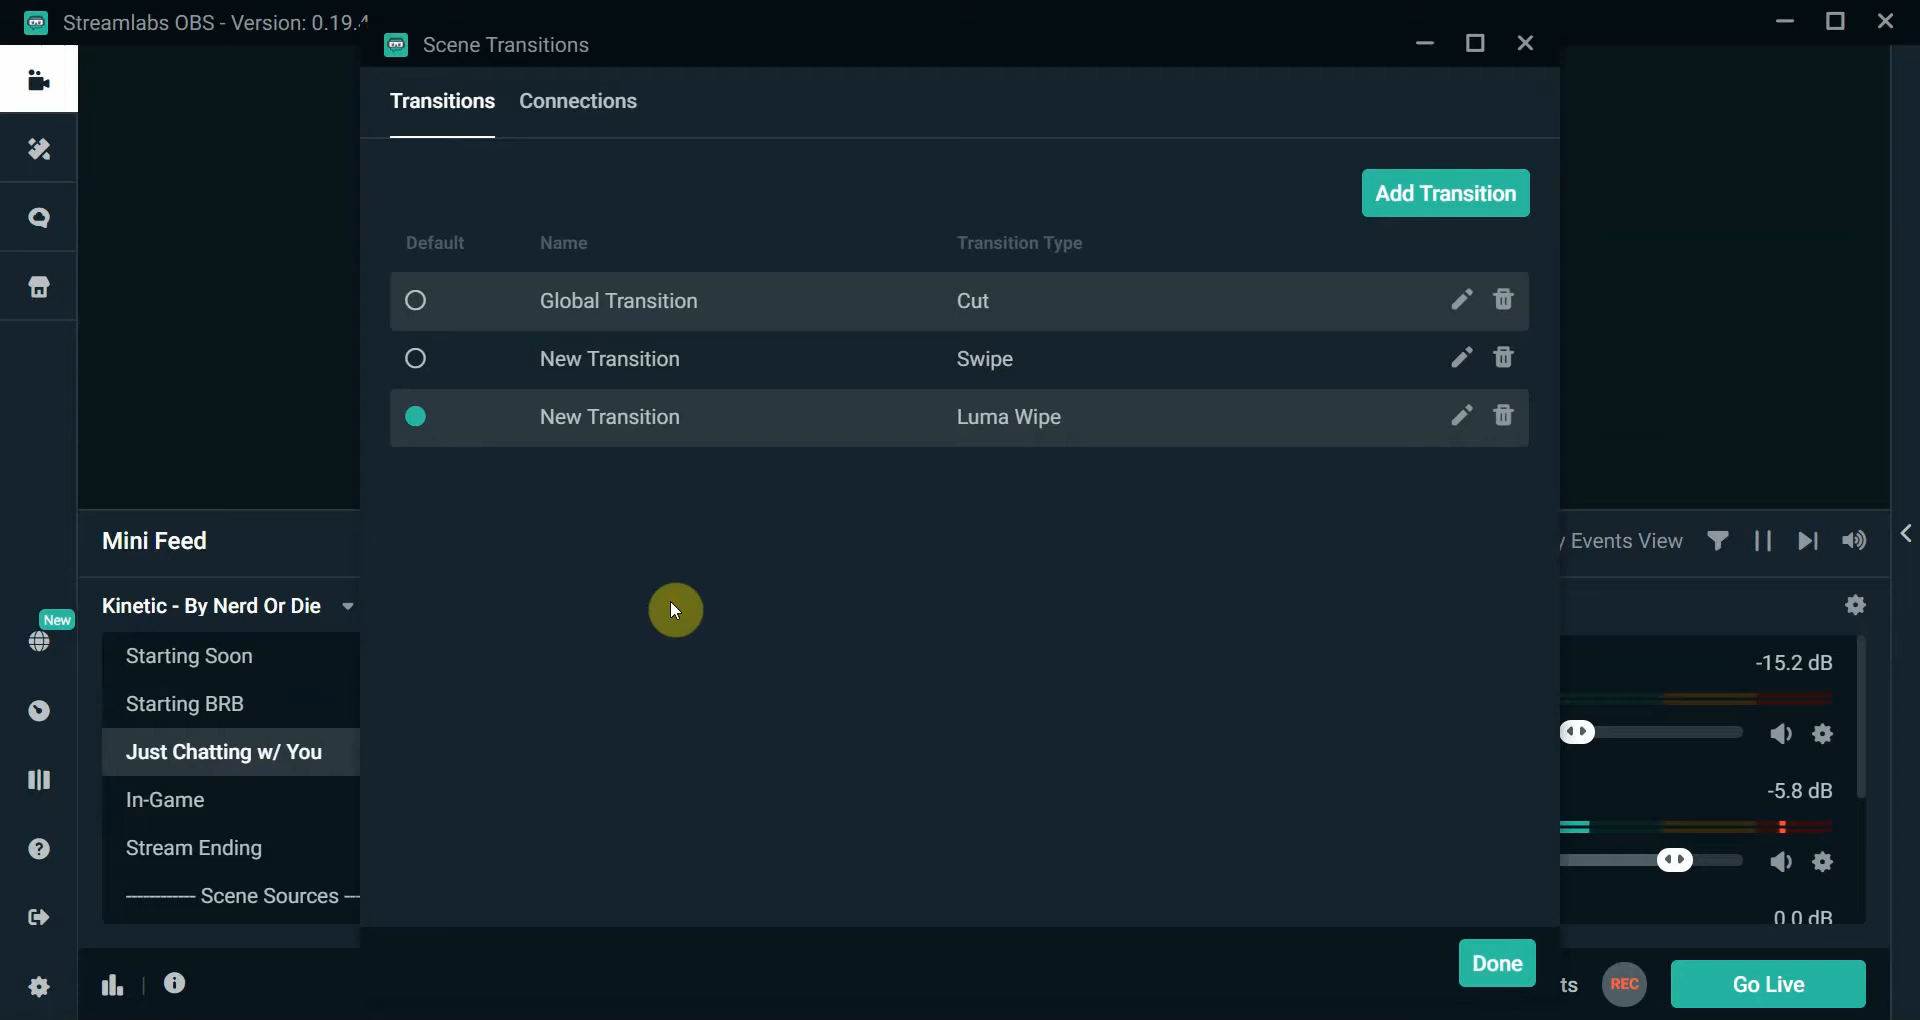 Streamlabs OBS - Version: 0.19.4
Scene Transitions
Transitions Connections
Add Transition
Default Name Transition Type
Global Transition Cut
New Transition Swipe
New Transition Luma Wipe
Mini Feed
Events View
Kinetic - By Nerd Or Die
New
Starting Soon
-15.2 dB
Starting BRB
Just Chatting w/ You
-5.8 dB
In-Game
Stream Ending
----------- Scene Sources ---
0.0 dB
Done
ts
REC
Go Live